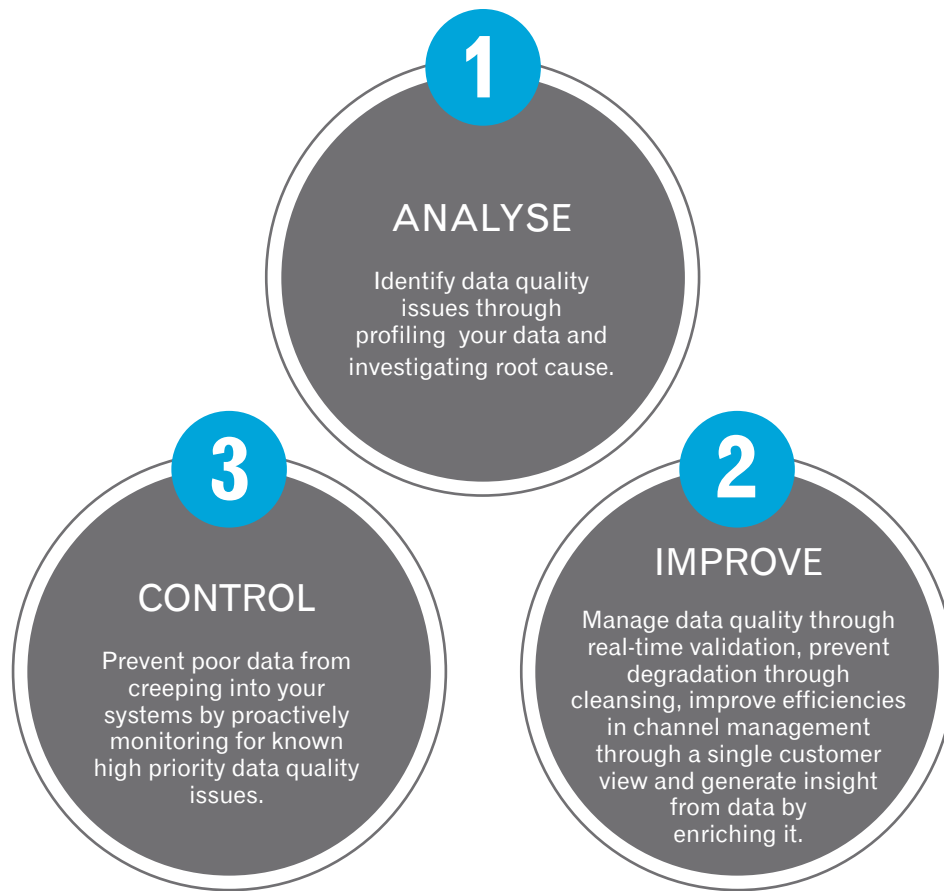 1
ANALYSE
Identify data quality
issues through
profiling  your data and
investigating root cause.
2
IMPROVE
Manage data quality through
real-time validation, prevent
degradation through
cleansing, improve efficiencies
in channel management
through a single customer
view and generate insight
from data by
enriching it.
3
CONTROL
Prevent poor data from
creeping into your
systems by proactively
monitoring for known
high priority data quality
issues.